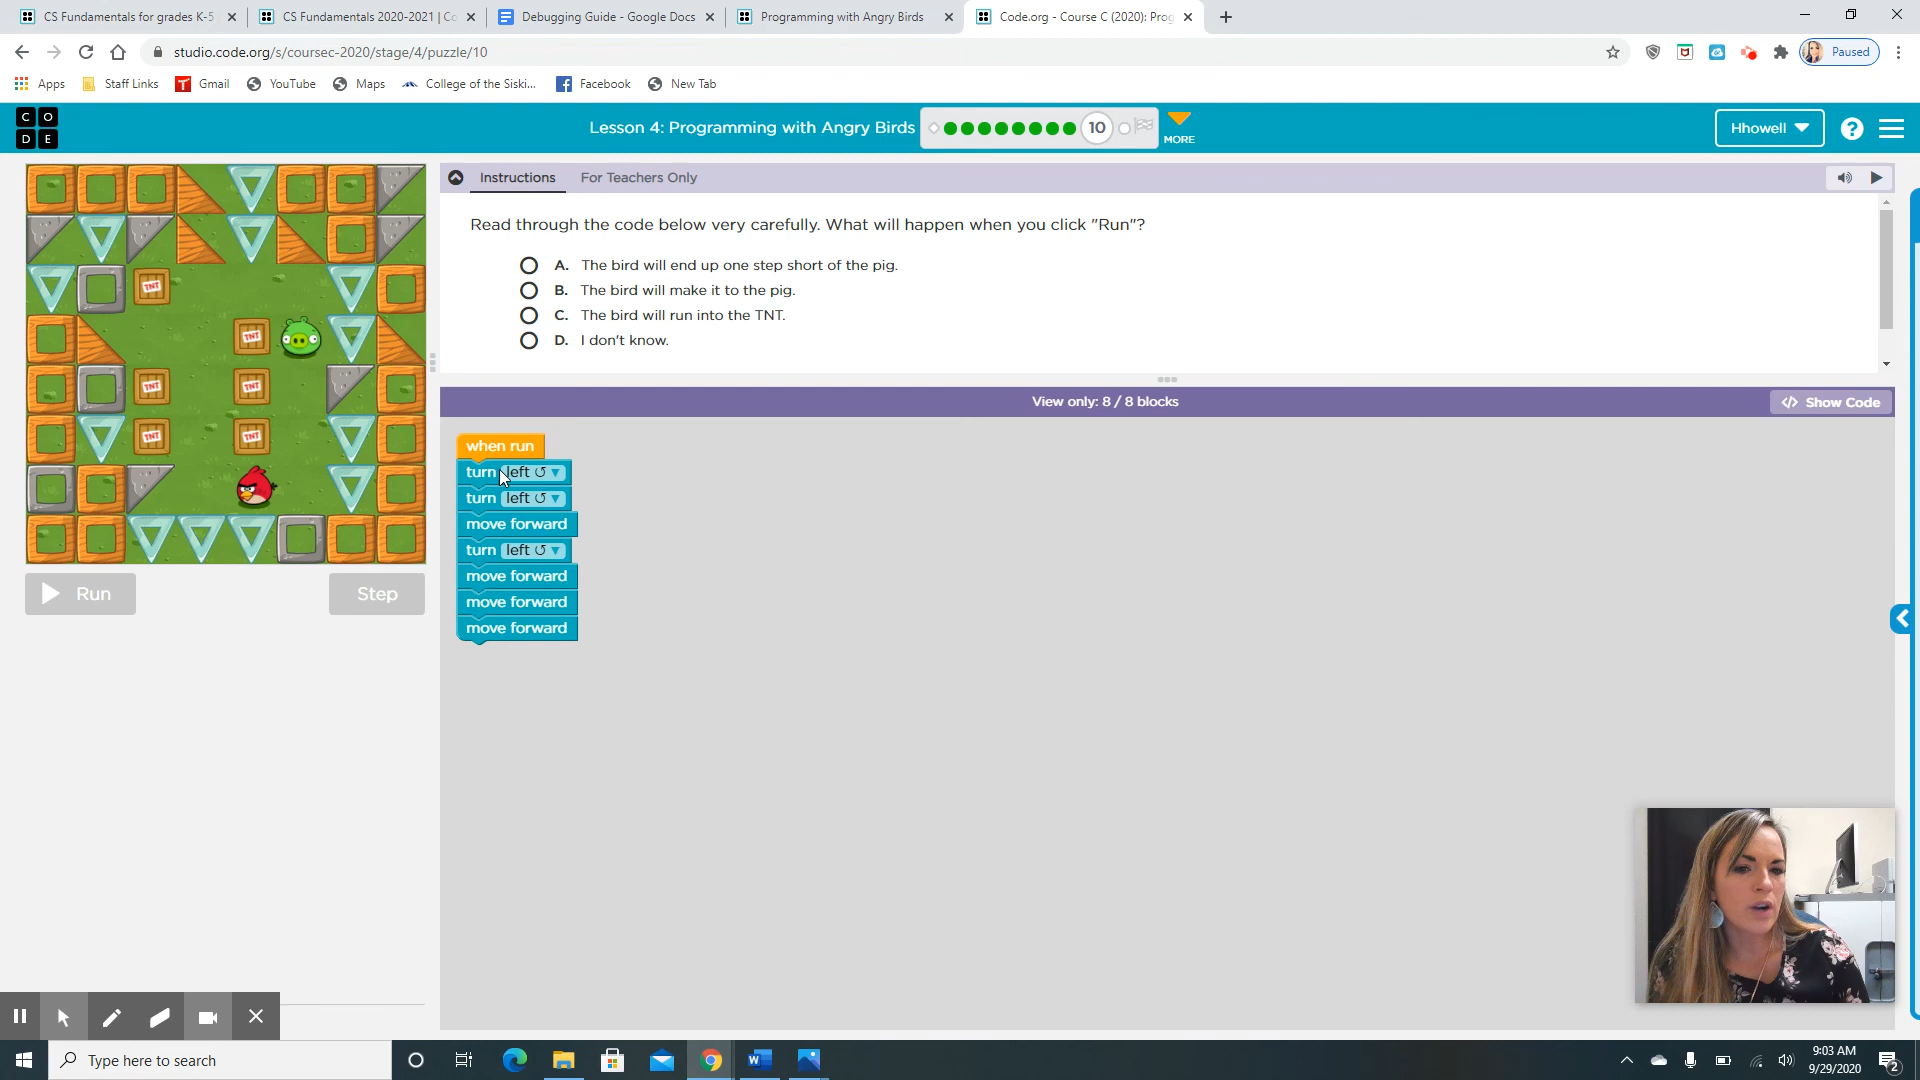 CS Fundamentals for grades K-5
CS Fundamentals 2020-2021 | Co
Debugging Guide - Google Docs
Programming with Angry Birds
Code.org - Course C (2020): Prog
studio.code.org/s/coursec-2020/stage/4/puzzle/10
Paused
Apps
Staff Links
Gmail
YouTube
Maps
College of the Siski...
Facebook
New Tab
C O
D E
Lesson 4: Programming with Angry Birds
10
MORE
Hhowell
?
Instructions
For Teachers Only
Read through the code below very carefully. What will happen when you click "Run"?
A. The bird will end up one step short of the pig.
B. The bird will make it to the pig.
C. The bird will run into the TNT.
D. I don't know.
TNT
TNT
TNT
TNT
TNT
TNT
View only: 8 / 8 blocks
</> Show Code
when run
turn left
turn left
move forward
turn left
move forward
move forward
move forward
Run
Step
Type here to search
9:03 AM
9/29/2020
2